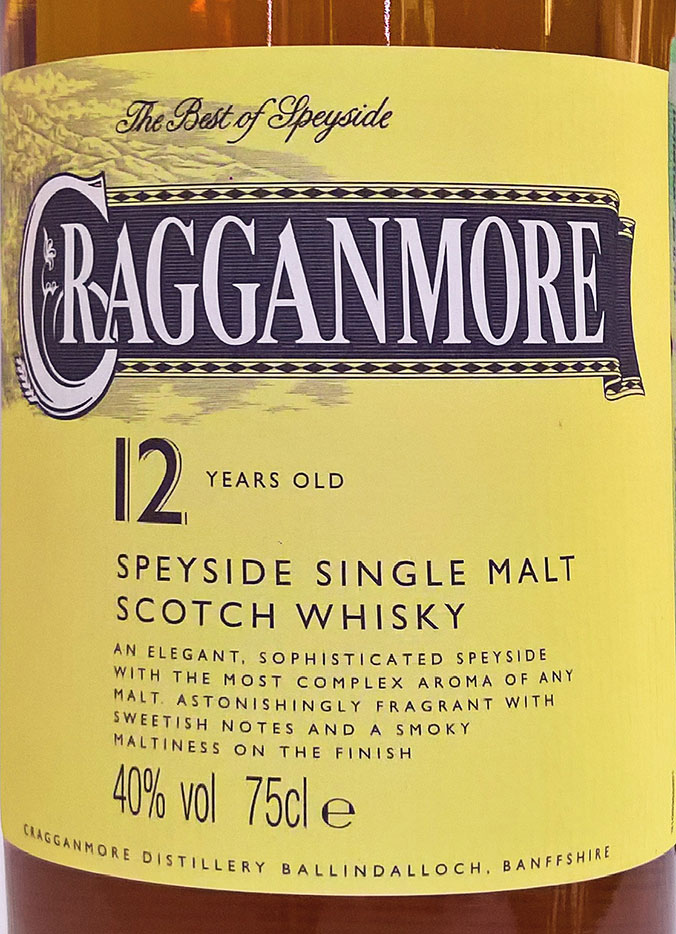 The Best of Speyside
CRAGGANMORE
12 YEARS OLD
SPEYSIDE SINGLE MALT
SCOTCH WHISKY
AN ELEGANT, SOPHISTICATED SPEYSIDE
WITH THE MOST COMPLEX AROMA OF ANY
MALT. ASTONISHINGLY FRAGRANT WITH
SWEETISH NOTES AND A SMOKY
MALTINESS ON THE FINISH
40% vol 75cl e
CRAGGANMORE DISTILLERY BALLINDALLOCH, BANFFSHIRE